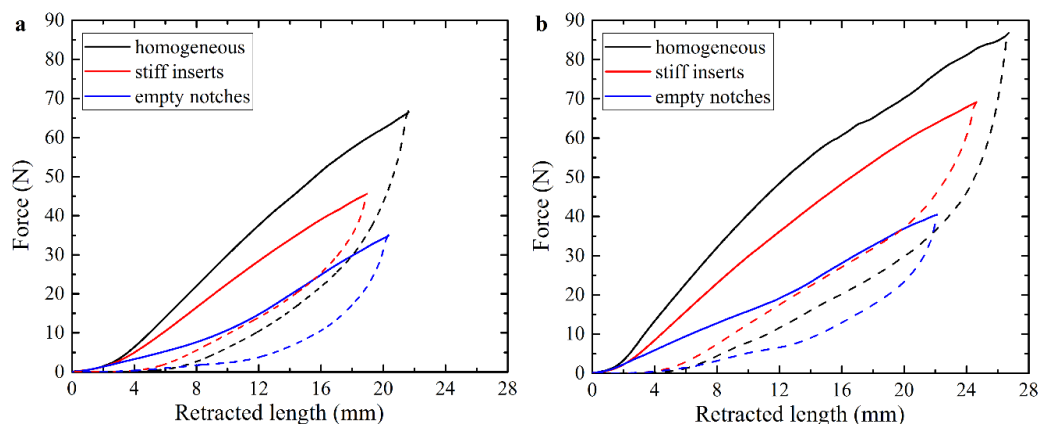 a
homogeneous
stiff inserts
empty notches
Force (N)
90
80
70
60
50
40
30
20
10
0
0 4 8 12 16 20 24 28
Retracted length (mm)
b
homogeneous
stiff inserts
empty notches
Force (N)
90
80
70
60
50
40
30
20
10
0
0 4 8 12 16 20 24 28
Retracted length (mm)